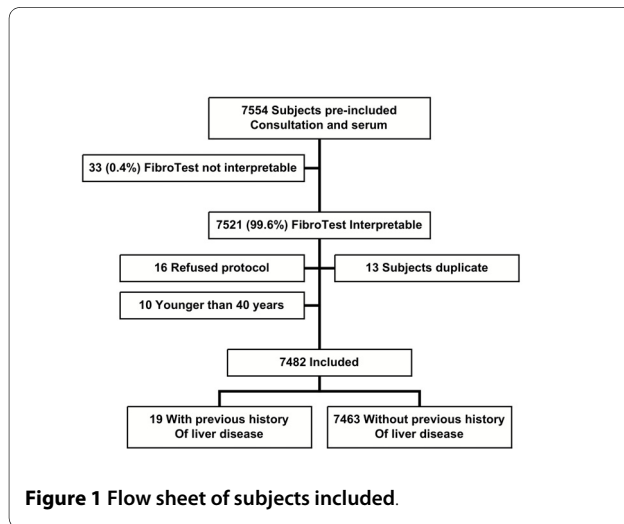 7554 Subjects pre-included
Consultation and serum
33 (0.4%) FibroTest not interpretable
7521 (99.6%) FibroTest Interpretable
16 Refused protocol
13 Subjects duplicate
10 Younger than 40 years
7482 Included
19 With previous history
Of liver disease
7463 Without previous history
Of liver disease
Figure 1 Flow sheet of subjects included.